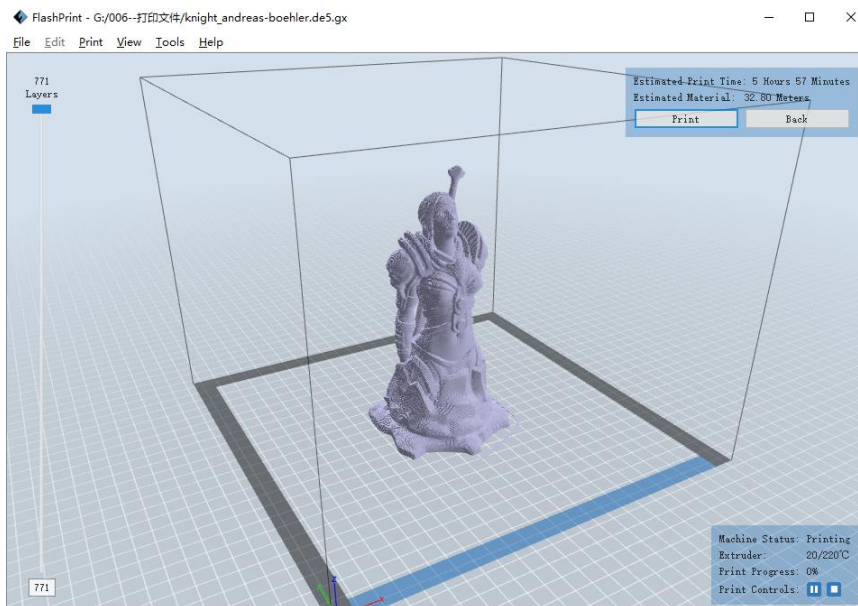 FlashPrint - G:/006--打印文件/knight_andreas-boehler.de5.gx
File Edit Print View Tools Help
771
Layers
Estimated Print Time: 5 Hours 57 Minutes
Estimated Material: 32.80 Meters
Print Back
z
y
x
771
Machine Status: Printing
Extruder: 20/220℃
Print Progress: 0%
Print Controls: